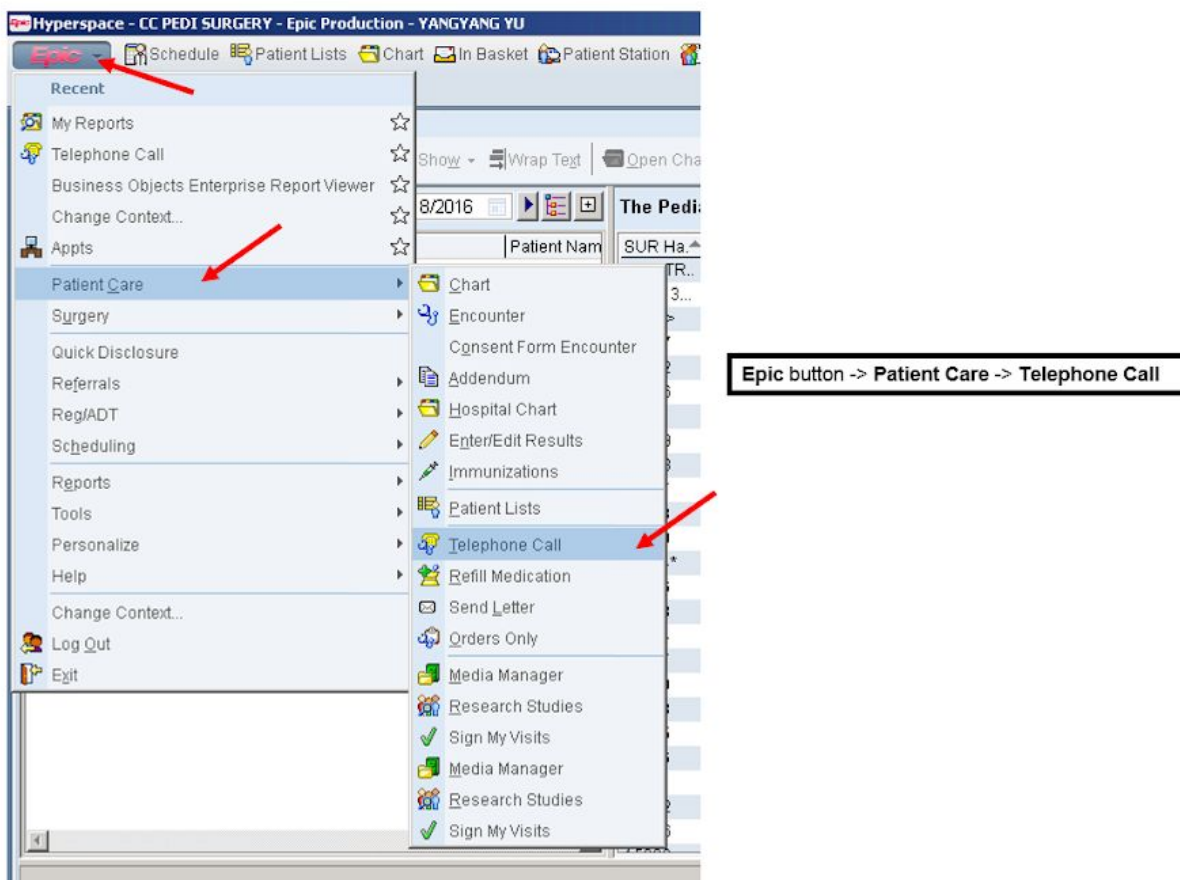 Hyperspace - CC PEDI SURGERY - Epic Production - YANGYANG YU
Epic Schedule Patient Lists Chart In Basket Patient Station
Recent
My Reports
Telephone Call
Business Objects Enterprise Report Viewer
Change Context...
Appts
Patient Care
Surgery
Quick Disclosure
Referrals
Reg/ADT
Scheduling
Reports
Tools
Personalize
Help
Change Context...
Log Out
Exit
Show Wrap Text Open Cha
8/2016 The Pedi
Patient Nam SUR Ha.
TR..
3...
Chart
Encounter
Consent Form Encounter
Addendum
Hospital Chart
Enter/Edit Results
Immunizations
Patient Lists
Telephone Call
Refill Medication
Send Letter
Orders Only
Media Manager
Research Studies
Sign My Visits
Media Manager
Research Studies
Sign My Visits
Epic button -> Patient Care -> Telephone Call